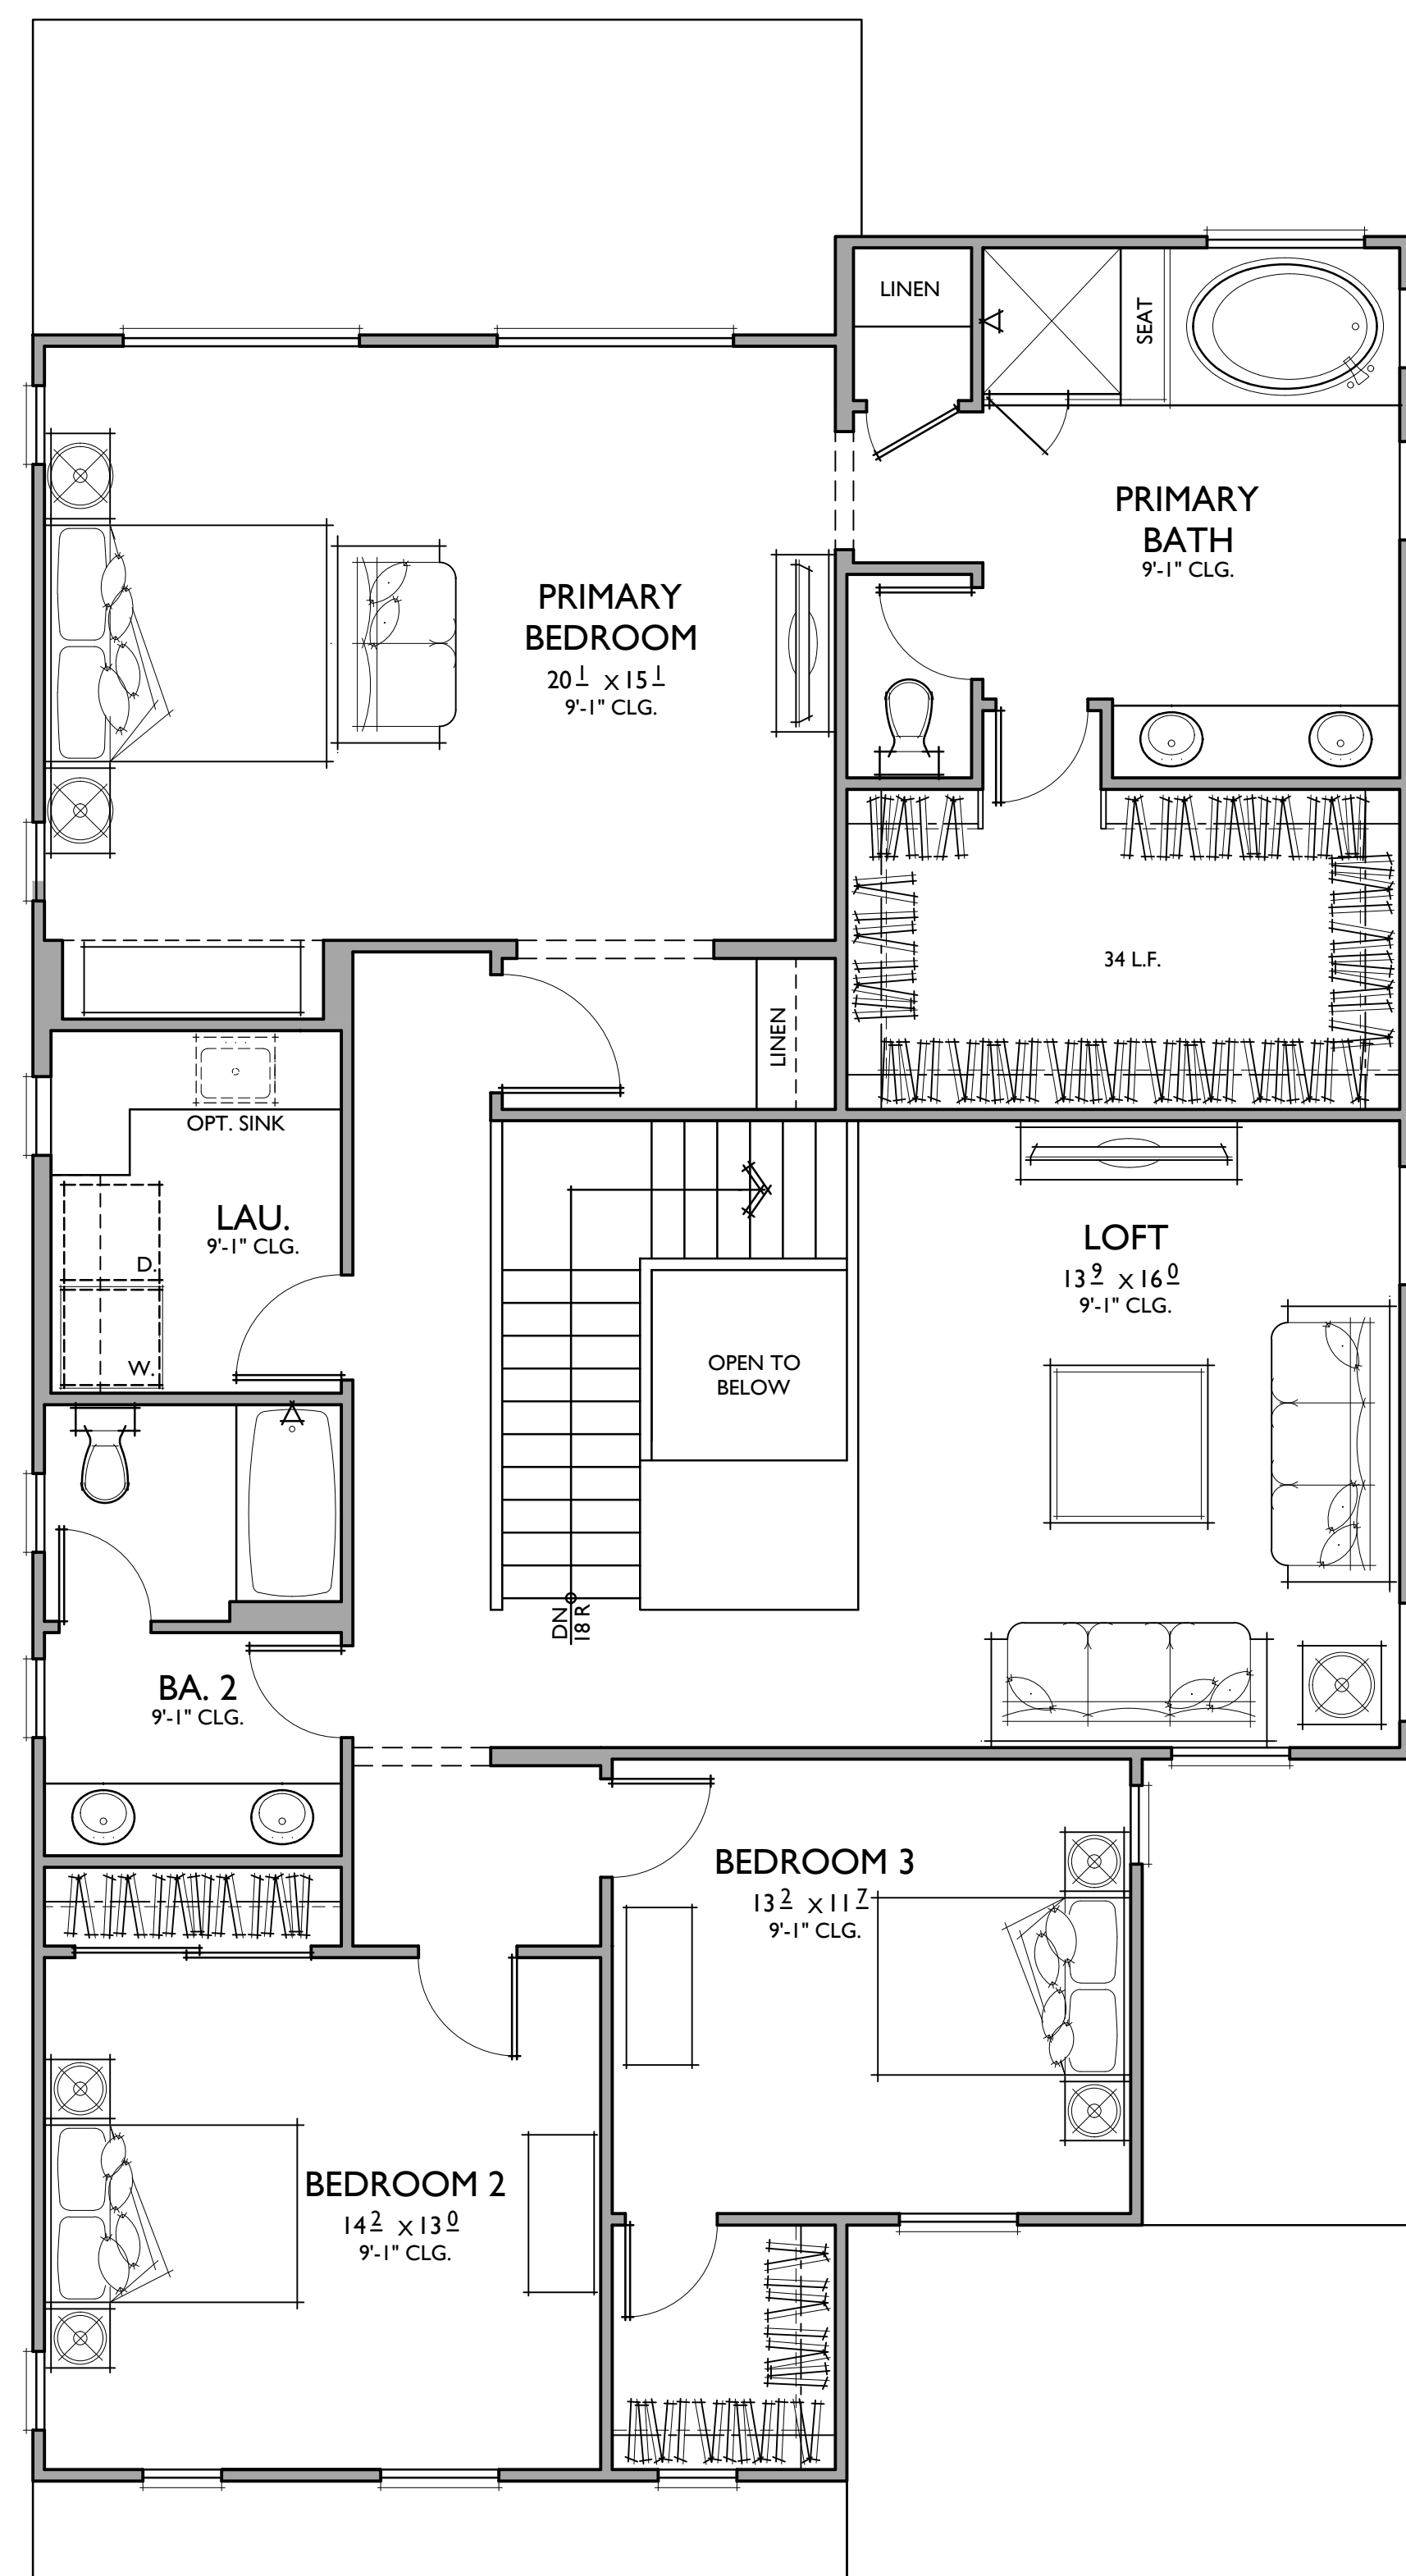 LINEN
SEAT
PRIMARY
BATH
9'-1" CLG.
PRIMARY
BEDROOM
20 1 X 15 1
9'-1" CLG.
34 L.F.
LINEN
OPT. SINK
LAU.
9'-1" CLG.
D.
W.
LOFT
13 9 X 16 0
9'-1" CLG.
OPEN TO
BELOW
DN
18 R
BA. 2
9'-1" CLG.
BEDROOM 3
13 2 X 11 7
9'-1" CLG.
BEDROOM 2
14 2 X 13 0
9'-1" CLG.